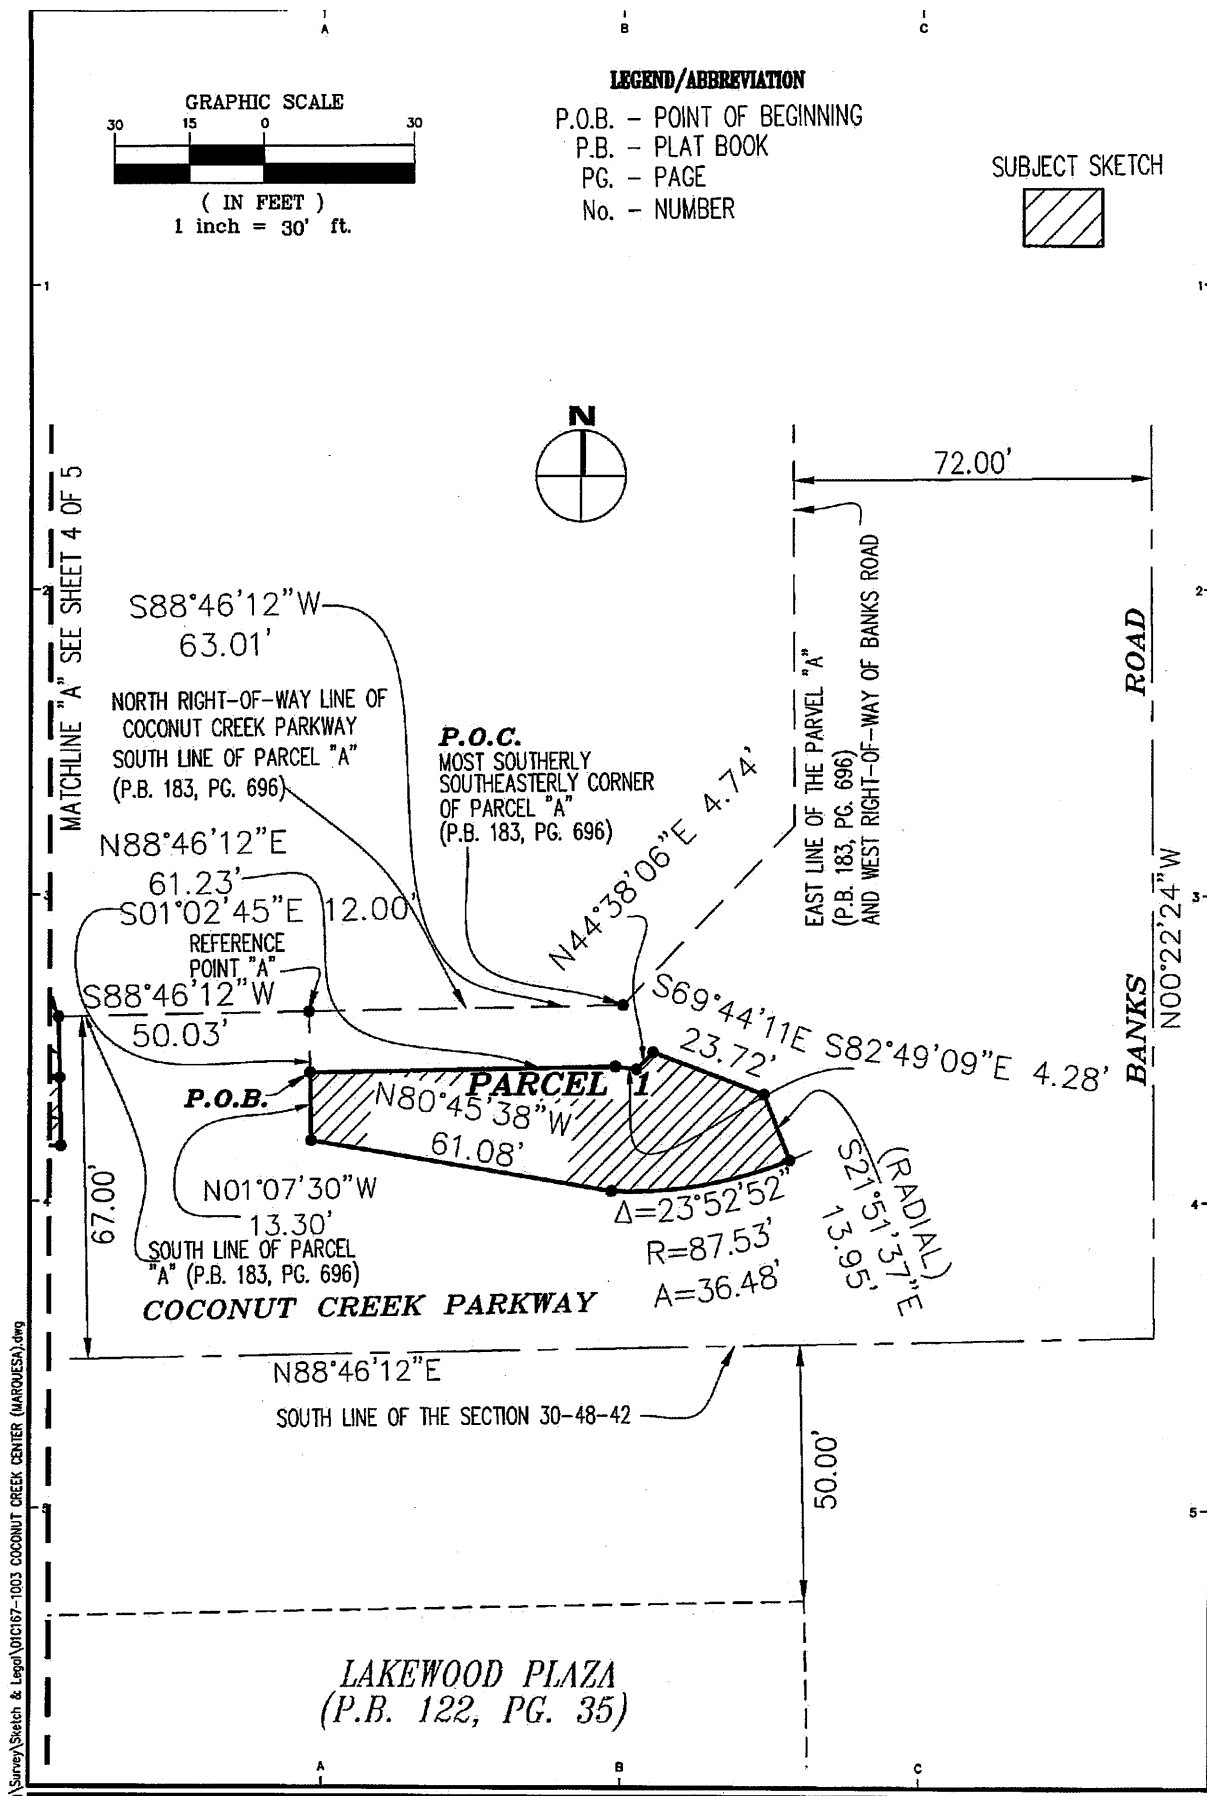 A
B
C
LEGEND/ABBREVIATION
P.O.B. - POINT OF BEGINNING
P.B. - PLAT BOOK
PG. - PAGE
No. - NUMBER
GRAPHIC SCALE
30 15 0 30
( IN FEET )
1 inch = 30' ft.
SUBJECT SKETCH
1
1
N
72.00'
MATCHLINE "A" SEE SHEET 4 OF 5
EAST LINE OF THE PARVEL "A"
(P.B. 183, PG. 696)
AND WEST RIGHT-OF-WAY OF BANKS ROAD
2
2
S88°46'12"W
63.01'
BANKS ROAD
N00°22'24"W
NORTH RIGHT-OF-WAY LINE OF
COCONUT CREEK PARKWAY
SOUTH LINE OF PARCEL "A"
(P.B. 183, PG. 696)
P.O.C.
MOST SOUTHERLY
SOUTHEASTERLY CORNER
OF PARCEL "A"
(P.B. 183, PG. 696)
N44°38'06"E 4.74'
N88°46'12"E
61.23'
3
3
S01°02'45"E 12.00'
REFERENCE
POINT "A"
S88°46'12"W
50.03'
S69°44'11E
23.72'
S82°49'09"E 4.28'
P.O.B.
PARCEL 1
N80°45'38"W
61.08'
N01°07'30"W
13.30'
67.00'
4
4
Δ=23°52'52"
R=87.53'
A=36.48'
(RADIAL)
S21°51'37"E
13.95'
SOUTH LINE OF PARCEL
"A" (P.B. 183, PG. 696)
COCONUT CREEK PARKWAY
N88°46'12"E
SOUTH LINE OF THE SECTION 30-48-42
50.00'
5
5
LAKEWOOD PLAZA
(P.B. 122, PG. 35)
A
B
C
\Survey\Sketch & Legal\01C167-1003 COCONUT CREEK CENTER (MARQUESA).dwg